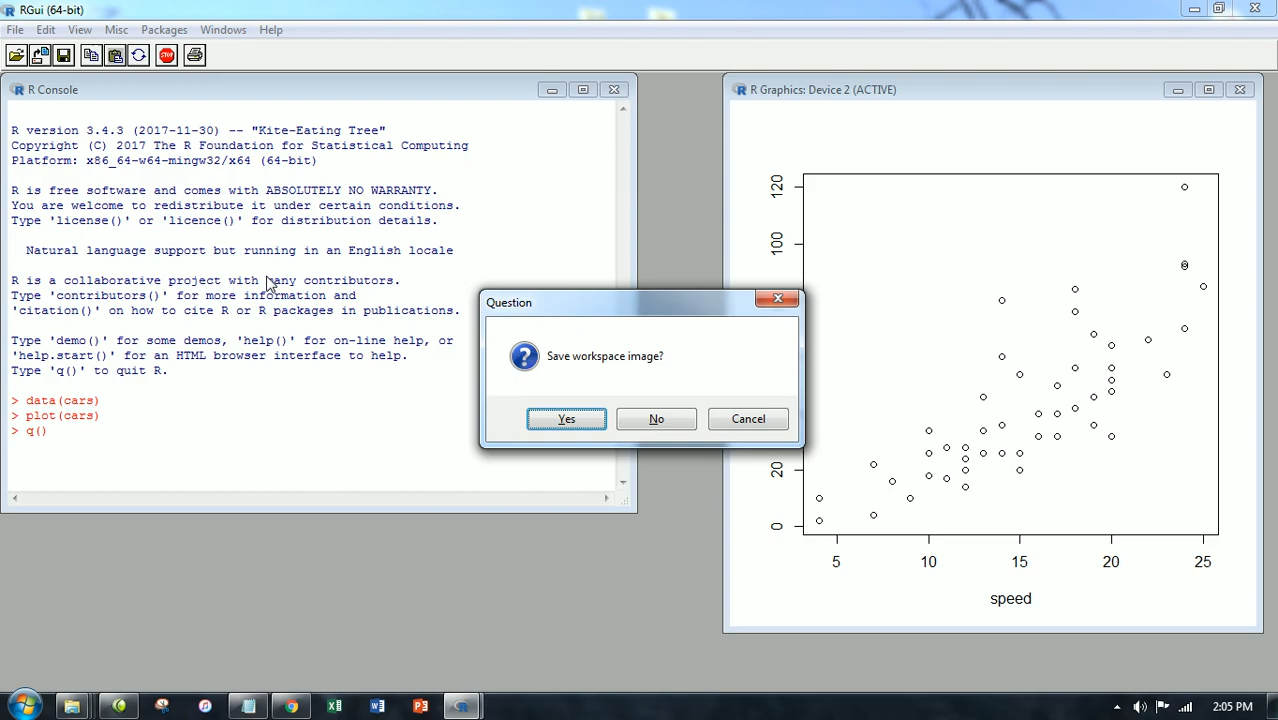 RGui (64-bit)
File Edit View Misc Packages Windows Help
STOP
R Console
R version 3.4.3 (2017-11-30) -- "Kite-Eating Tree"
Copyright (C) 2017 The R Foundation for Statistical Computing
Platform: x86_64-w64-mingw32/x64 (64-bit)
R is free software and comes with ABSOLUTELY NO WARRANTY.
You are welcome to redistribute it under certain conditions.
Type 'license()' or 'licence()' for distribution details.
Natural language support but running in an English locale
R is a collaborative project with many contributors.
Type 'contributors()' for more information and
'citation()' on how to cite R or R packages in publications.
Type 'demo()' for some demos, 'help()' for on-line help, or
'help.start()' for an HTML browser interface to help.
Type 'q()' to quit R.
> data(cars)
> plot(cars)
> q()
Question
Save workspace image?
Yes No Cancel
R Graphics: Device 2 (ACTIVE)
120
100
20
0
5 10 15 20 25
speed
2:05 PM